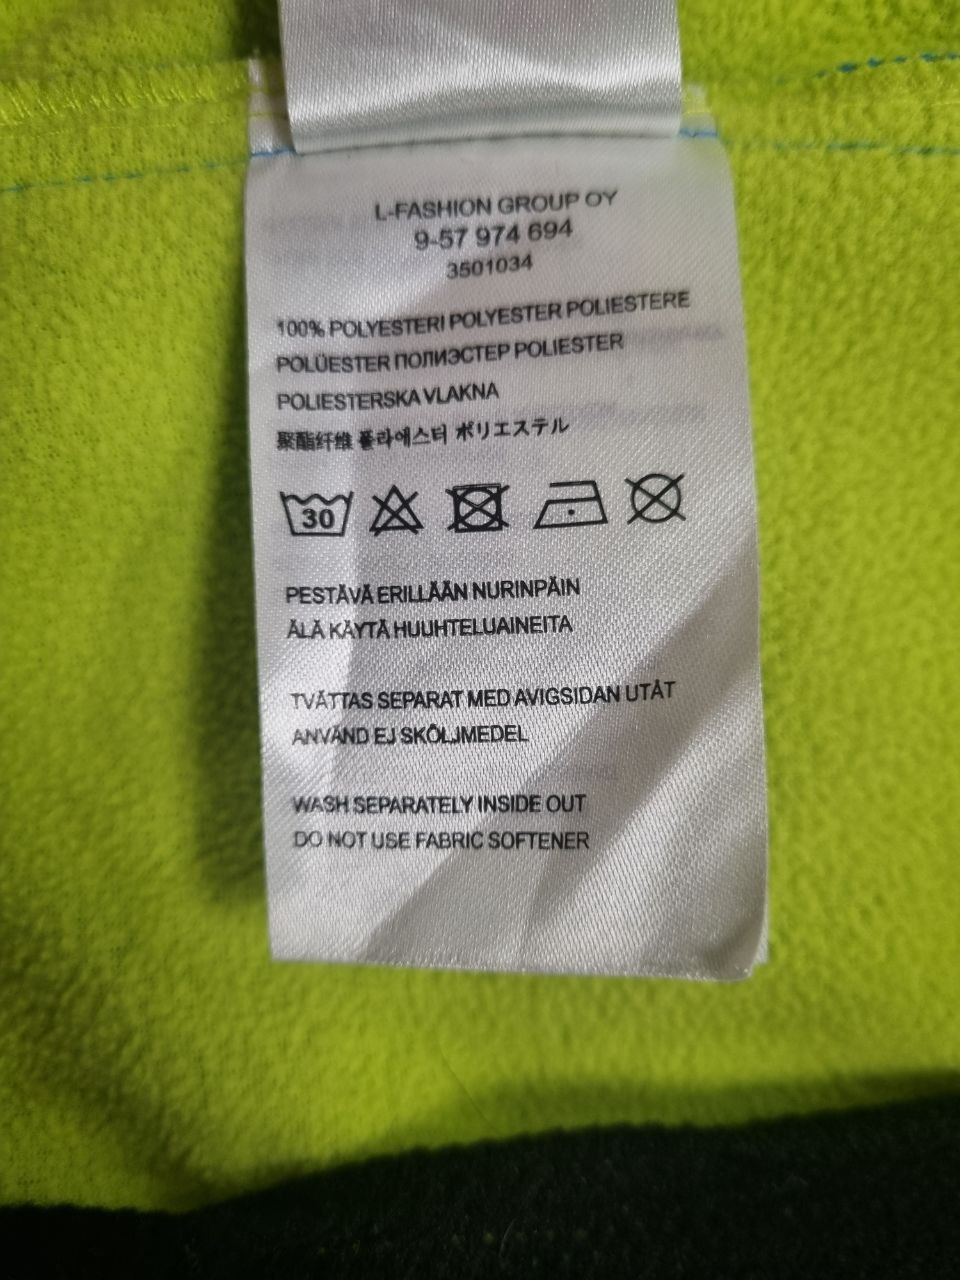 L-FASHION GROUP OY
9-57 974 694
3501034
100% POLYESTERI POLYESTER POLIESTERE
POLÜESTER ПОЛИЭСТЕР POLIESTER
POLIESTERSKA VLAKNA
聚酯纤维 폴라에스터 ポリエステル
30
PESTÄVÄ ERILLÄÄN NURINPÄIN
ÄLÄ KÄYTÄ HUUHTELUAINEITA
TVÄTTAS SEPARAT MED AVIGSIDAN UTÅT
ANVÄND EJ SKÖLJMEDEL
WASH SEPARATELY INSIDE OUT
DO NOT USE FABRIC SOFTENER